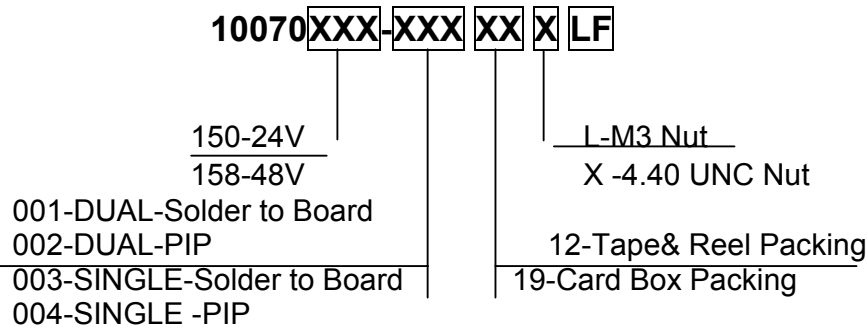 10070XXX-XXX XX X LF
150-24V
L-M3 Nut
158-48V
X -4.40 UNC Nut
001-DUAL-Solder to Board
002-DUAL-PIP
12-Tape& Reel Packing
003-SINGLE-Solder to Board
19-Card Box Packing
004-SINGLE -PIP